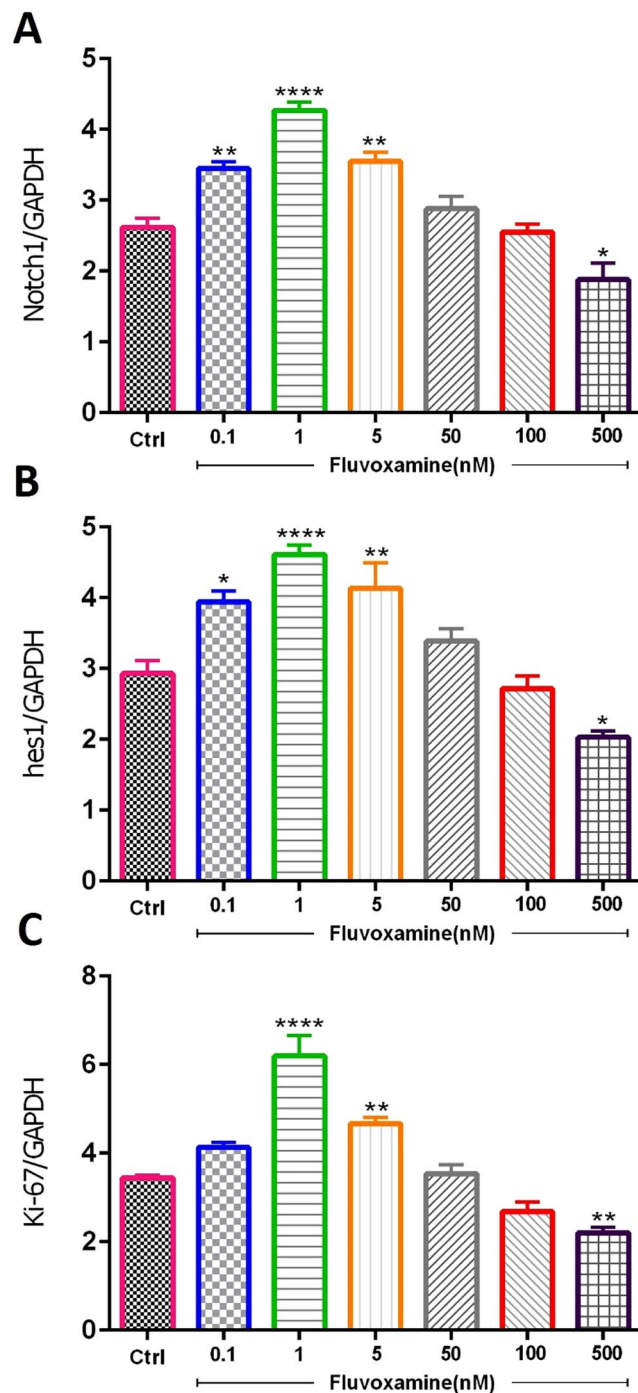 A
Notch1/GAPDH
5
4
3
2
1
0
** **** ** *
Ctrl 0.1 1 5 50 100 500
Fluvoxamine(nM)
B
hes1/GAPDH
5
4
3
2
1
0
* **** ** *
Ctrl 0.1 1 5 50 100 500
Fluvoxamine(nM)
C
Ki-67/GAPDH
8
6
4
2
0
**** ** **
Ctrl 0.1 1 5 50 100 500
Fluvoxamine(nM)